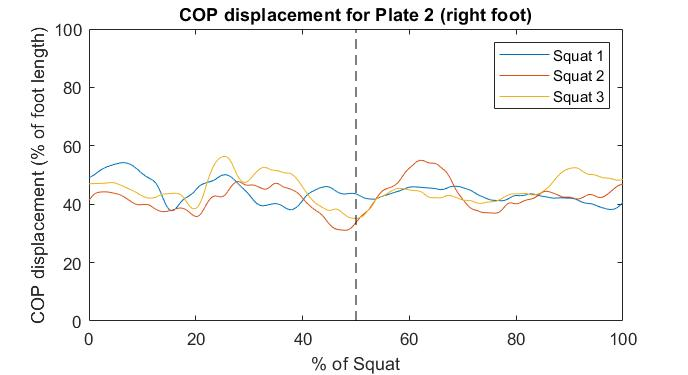 COP displacement for Plate 2 (right foot)
COP displacement (% of foot length)
100
80
60
40
20
0
Squat 1
Squat 2
Squat 3
0 20 40 60 80 100
% of Squat